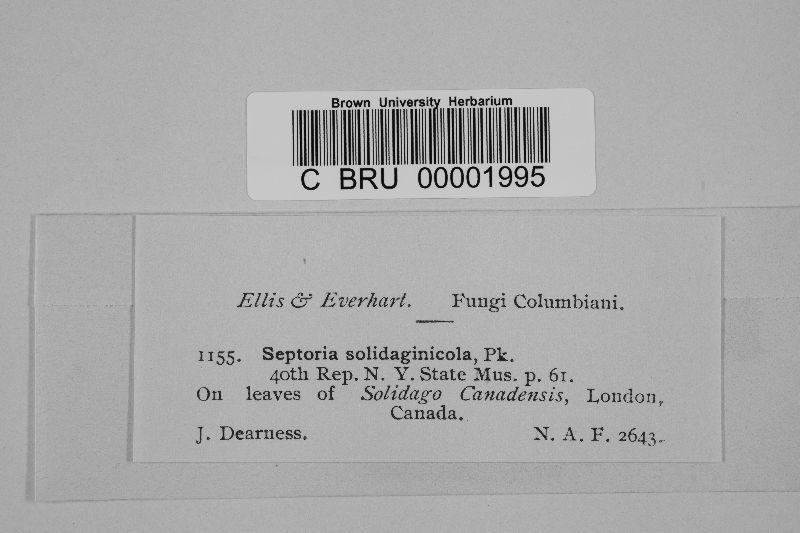 Brown University Herbarium
C BRU 00001995
Ellis & Everhart. Fungi Columbiani.
1155. Septoria solidaginicola, Pk.
40th Rep. N. Y. State Mus. p. 61.
On leaves of Solidago Canadensis, London,
Canada.
J. Dearness. N. A. F. 2643.